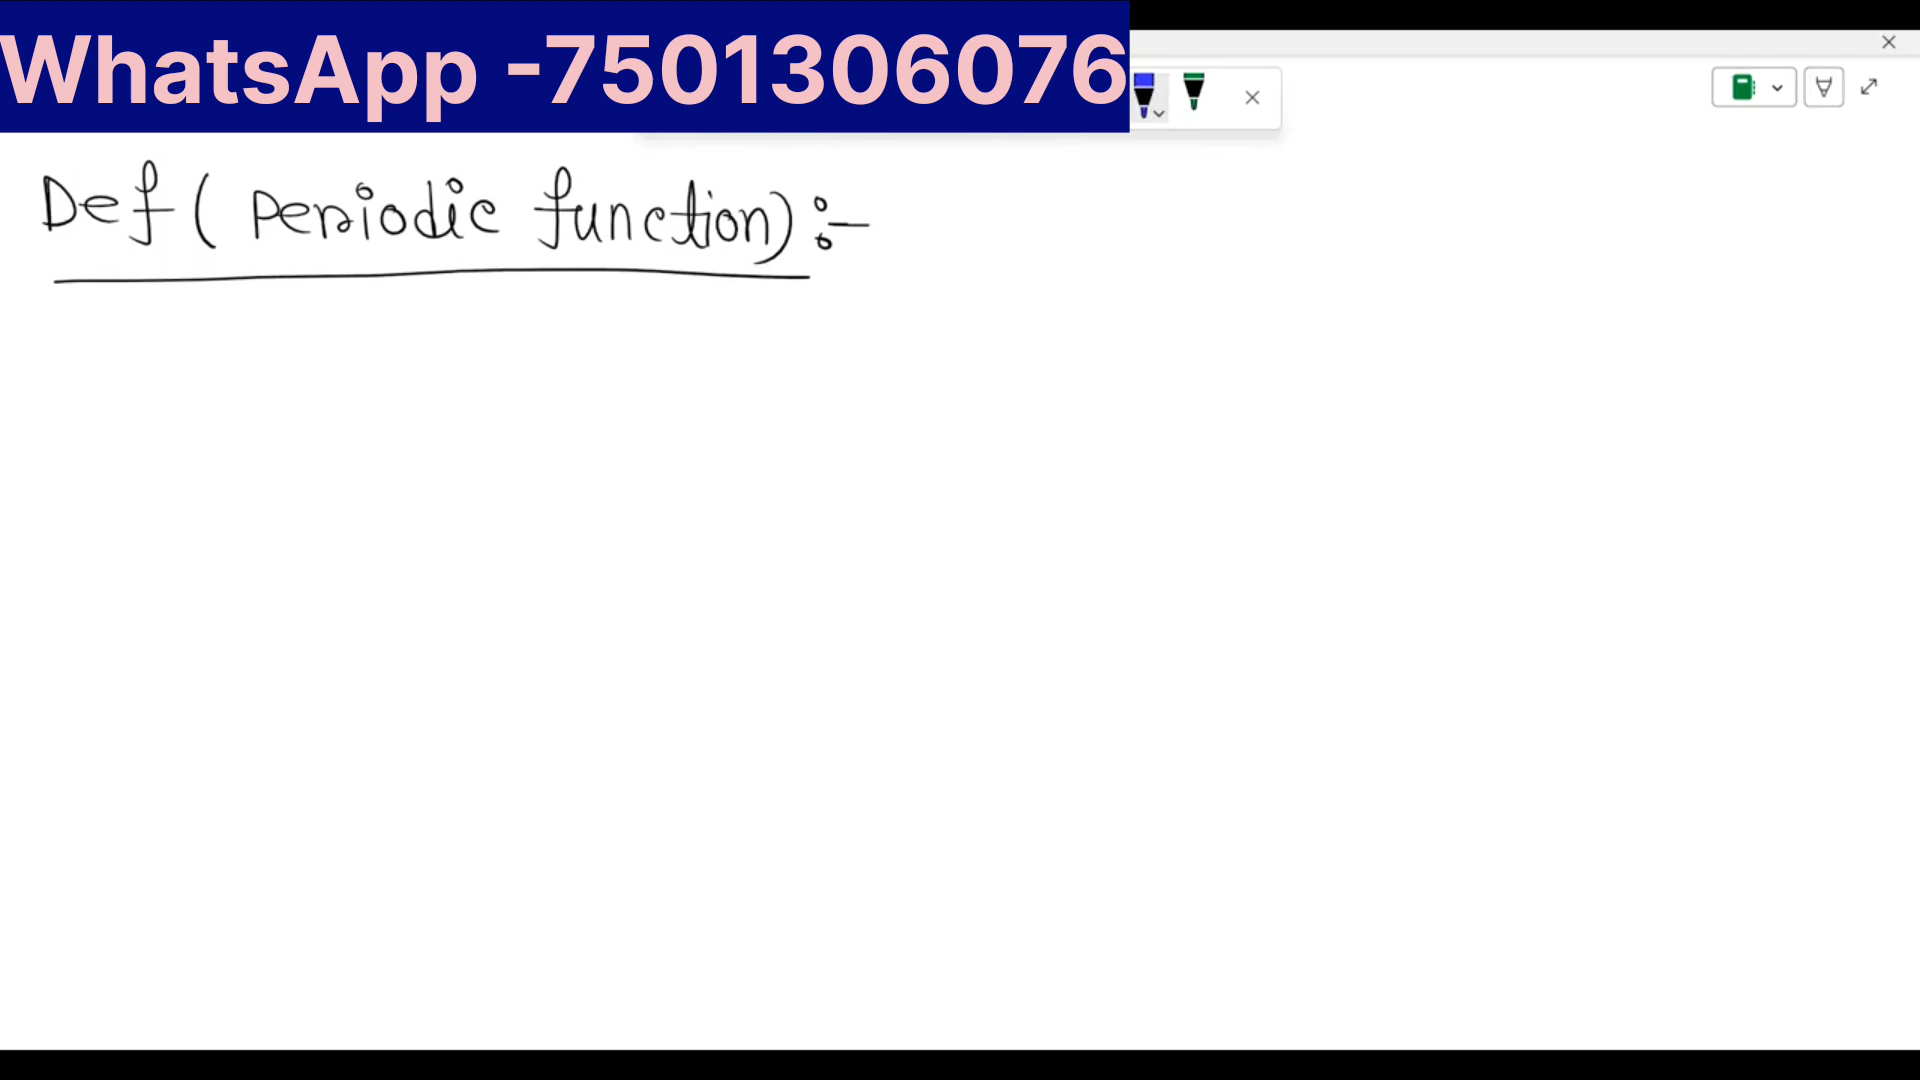 WhatsApp -7501306076
Def ( Periodic function) :-